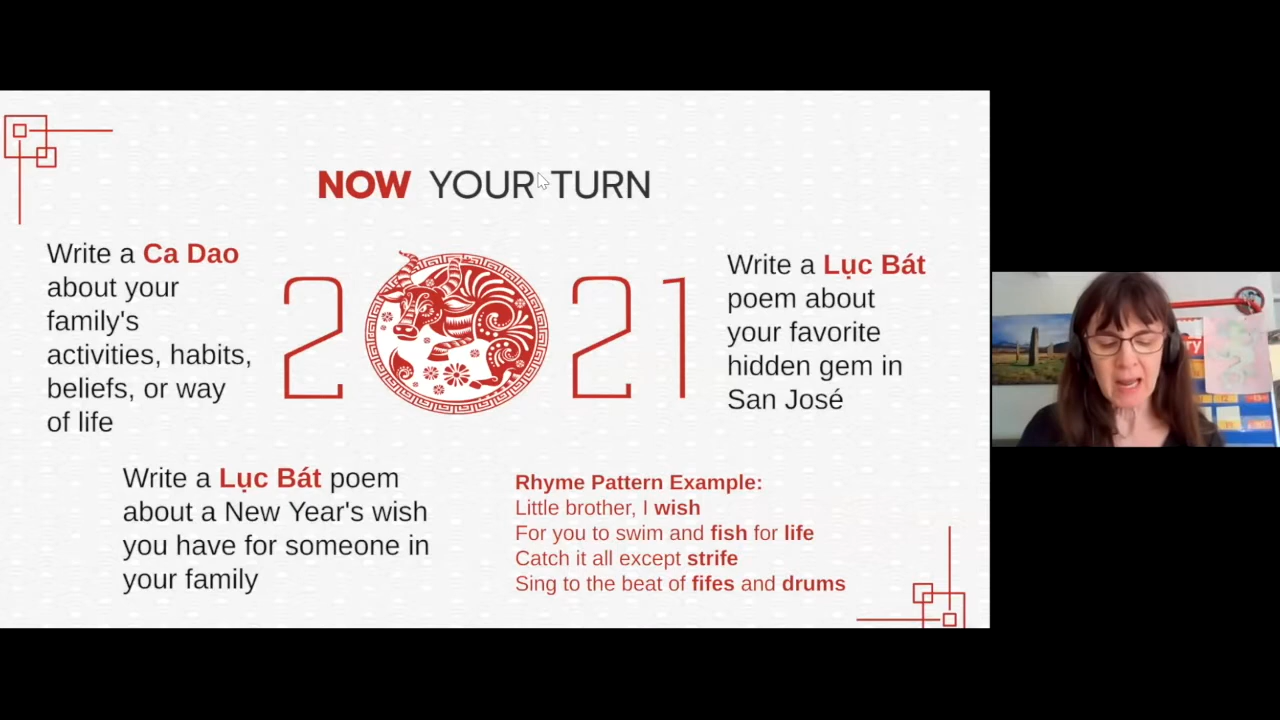 NOW YOUR TURN
Write a Ca Dao
about your
family's
activities, habits,
beliefs, or way
of life
2021
Write a Lục Bát
poem about
your favorite
hidden gem in
San José
Write a Lục Bát poem
about a New Year's wish
you have for someone in
your family
Rhyme Pattern Example:
Little brother, I wish
For you to swim and fish for life
Catch it all except strife
Sing to the beat of fifes and drums